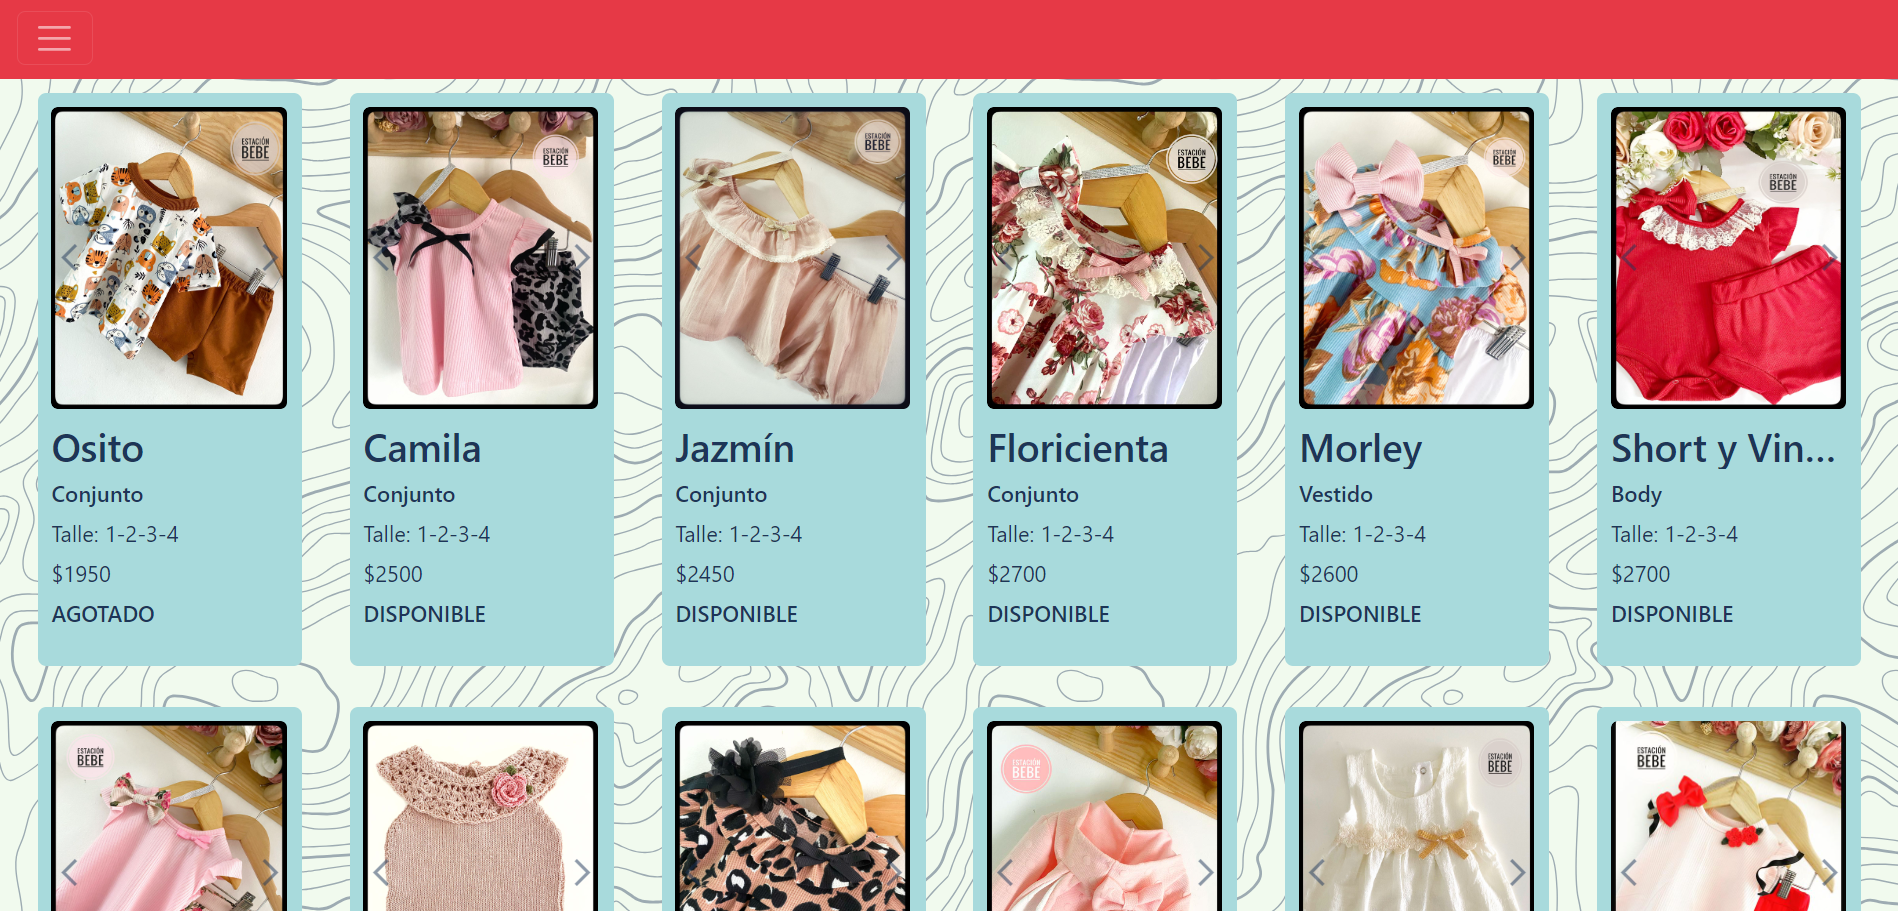 ESTACIÓN
BEBE
ESTACIÓN
BEBE
ESTACIÓN
BEBE
ESTACIÓN
BEBE
ESTACIÓN
BEBE
ESTACIÓN
BEBE
Osito
Conjunto
Talle: 1-2-3-4
$1950
AGOTADO
Camila
Conjunto
Talle: 1-2-3-4
$2500
DISPONIBLE
Jazmín
Conjunto
Talle: 1-2-3-4
$2450
DISPONIBLE
Floricienta
Conjunto
Talle: 1-2-3-4
$2700
DISPONIBLE
Morley
Vestido
Talle: 1-2-3-4
$2600
DISPONIBLE
Short y Vin...
Body
Talle: 1-2-3-4
$2700
DISPONIBLE
ESTACIÓN
BEBE
ESTACIÓN
BEBE
ESTACIÓN
BEBE
ESTACIÓN
BEBE